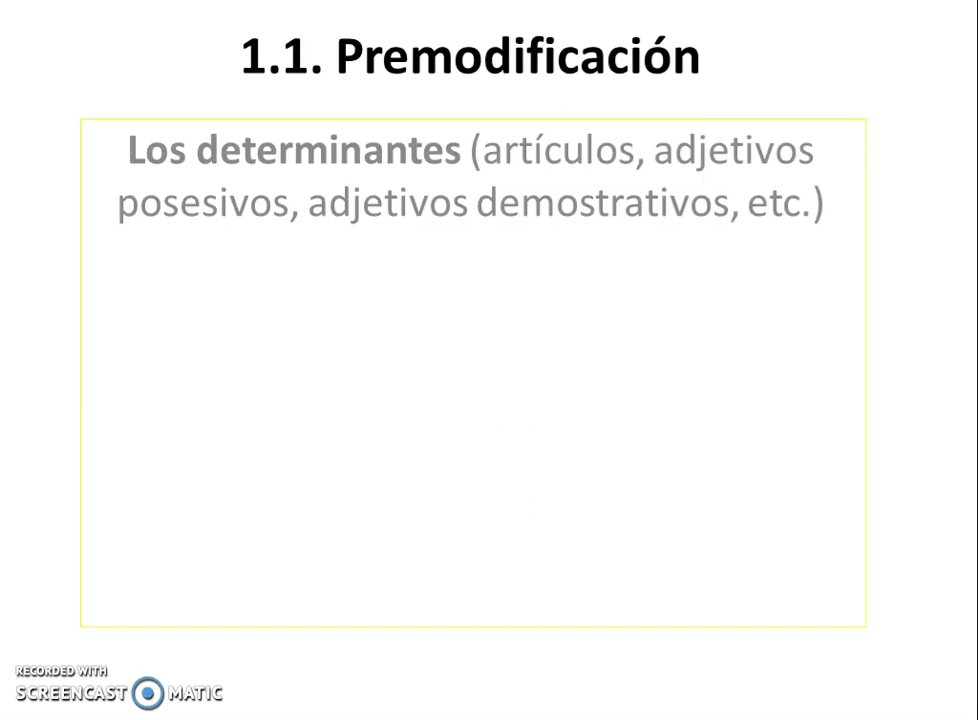 1.1. Premodificación
Los determinantes (artículos, adjetivos
posesivos, adjetivos demostrativos, etc.)
RECORDED WITH
SCREENCAST MATIC